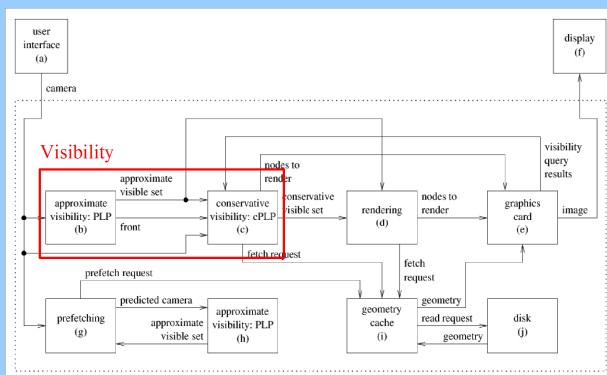 user
interface
(a)
display
(f)
camera
Visibility
approximate
visible set
nodes to
render
visibility
query
results
approximate
visibility: PLP
(b)
front
conservative
visibility: cPLP
(c)
conservative
visible set
rendering
(d)
nodes to
render
graphics
card
(e)
image
fetch request
prefetch request
fetch
request
prefetching
(g)
predicted camera
approximate
visible set
approximate
visibility: PLP
(h)
geometry
cache
(i)
geometry
read request
geometry
disk
(j)